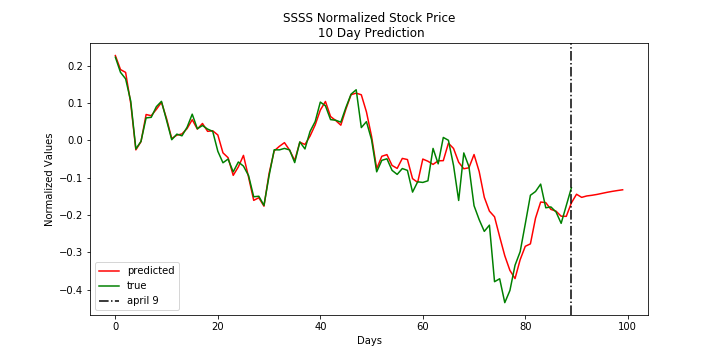 SSSS Normalized Stock Price
10 Day Prediction
Normalized Values
0.2
0.1
0.0
−0.1
−0.2
−0.3
−0.4
predicted
true
april 9
0 20 40 60 80 100
Days